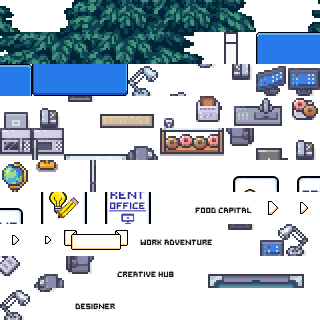 RENT
OFFICE
FOOD CAPITAL
WORK ADVENTURE
CREATIVE HUB
DESIGNER